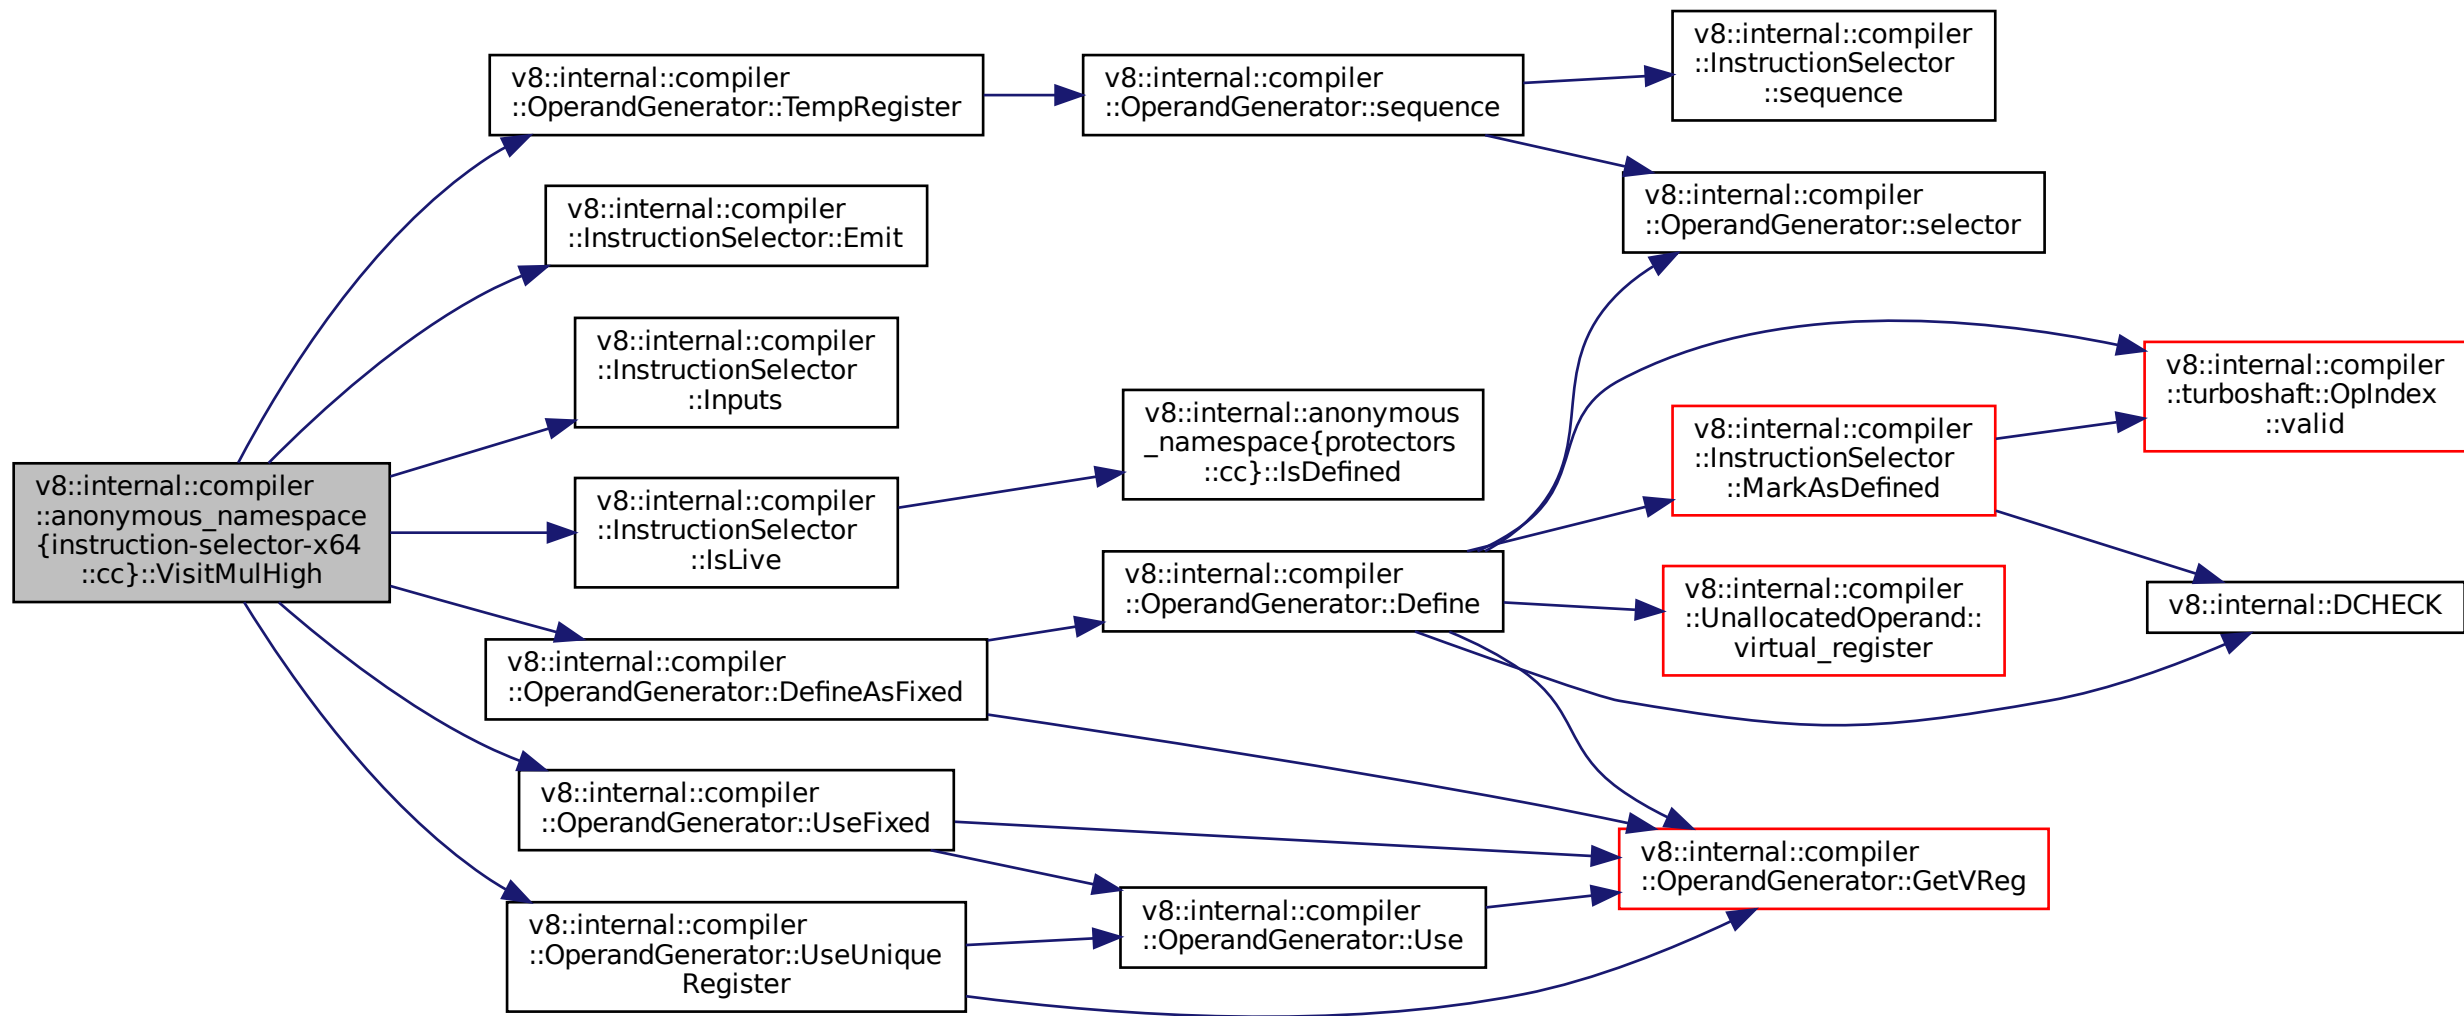 v8::internal::compiler
::anonymous_namespace
{instruction-selector-x64
::cc}::VisitMulHigh
v8::internal::compiler
::OperandGenerator::TempRegister
v8::internal::compiler
::InstructionSelector::Emit
v8::internal::compiler
::InstructionSelector
::Inputs
v8::internal::compiler
::InstructionSelector
::IsLive
v8::internal::compiler
::OperandGenerator::DefineAsFixed
v8::internal::compiler
::OperandGenerator::UseFixed
v8::internal::compiler
::OperandGenerator::UseUnique
Register
v8::internal::compiler
::OperandGenerator::sequence
v8::internal::anonymous
_namespace{protectors
::cc}::IsDefined
v8::internal::compiler
::OperandGenerator::Define
v8::internal::compiler
::OperandGenerator::Use
v8::internal::compiler
::InstructionSelector
::sequence
v8::internal::compiler
::OperandGenerator::selector
v8::internal::compiler
::InstructionSelector
::MarkAsDefined
v8::internal::compiler
::UnallocatedOperand::
virtual_register
v8::internal::compiler
::OperandGenerator::GetVReg
v8::internal::compiler
::turboshaft::OpIndex
::valid
v8::internal::DCHECK